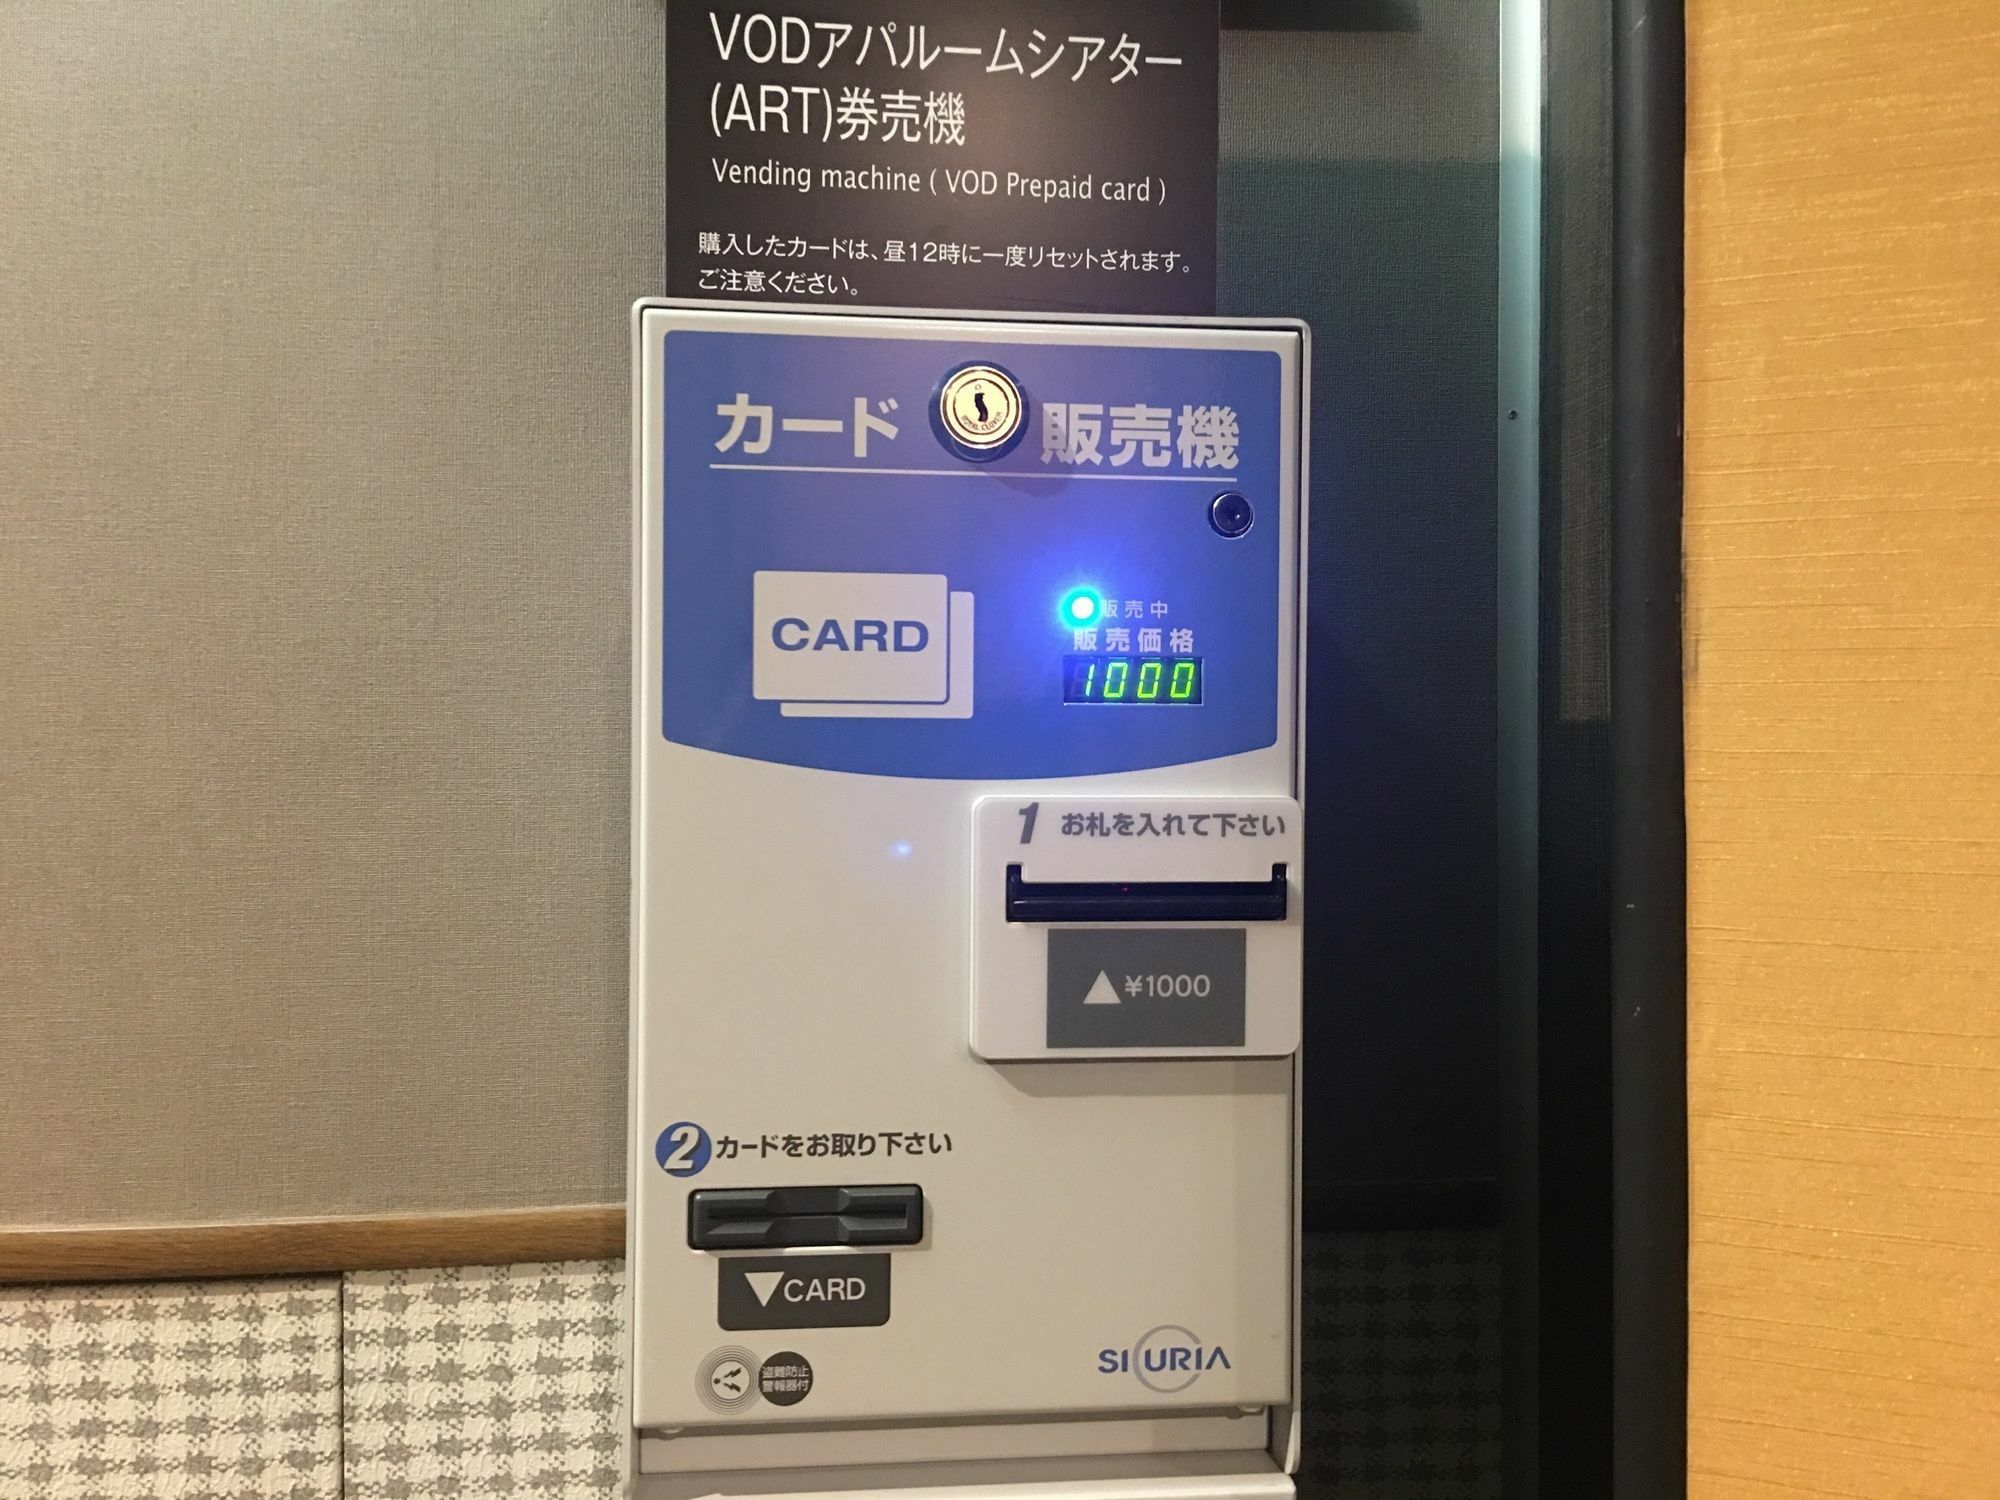 VODアパルームシアター
(ART)券売機
Vending machine ( VOD Prepaid card )
購入したカードは、昼12時に一度リセットされます。
ご注意ください。
カード 販売機
ROYAL CLOVER
CARD
販売中
販売価格
1000
1 お札を入れて下さい
▲¥1000
2 カードをお取り下さい
▼CARD
盗難防止
警報器付
SICURIA